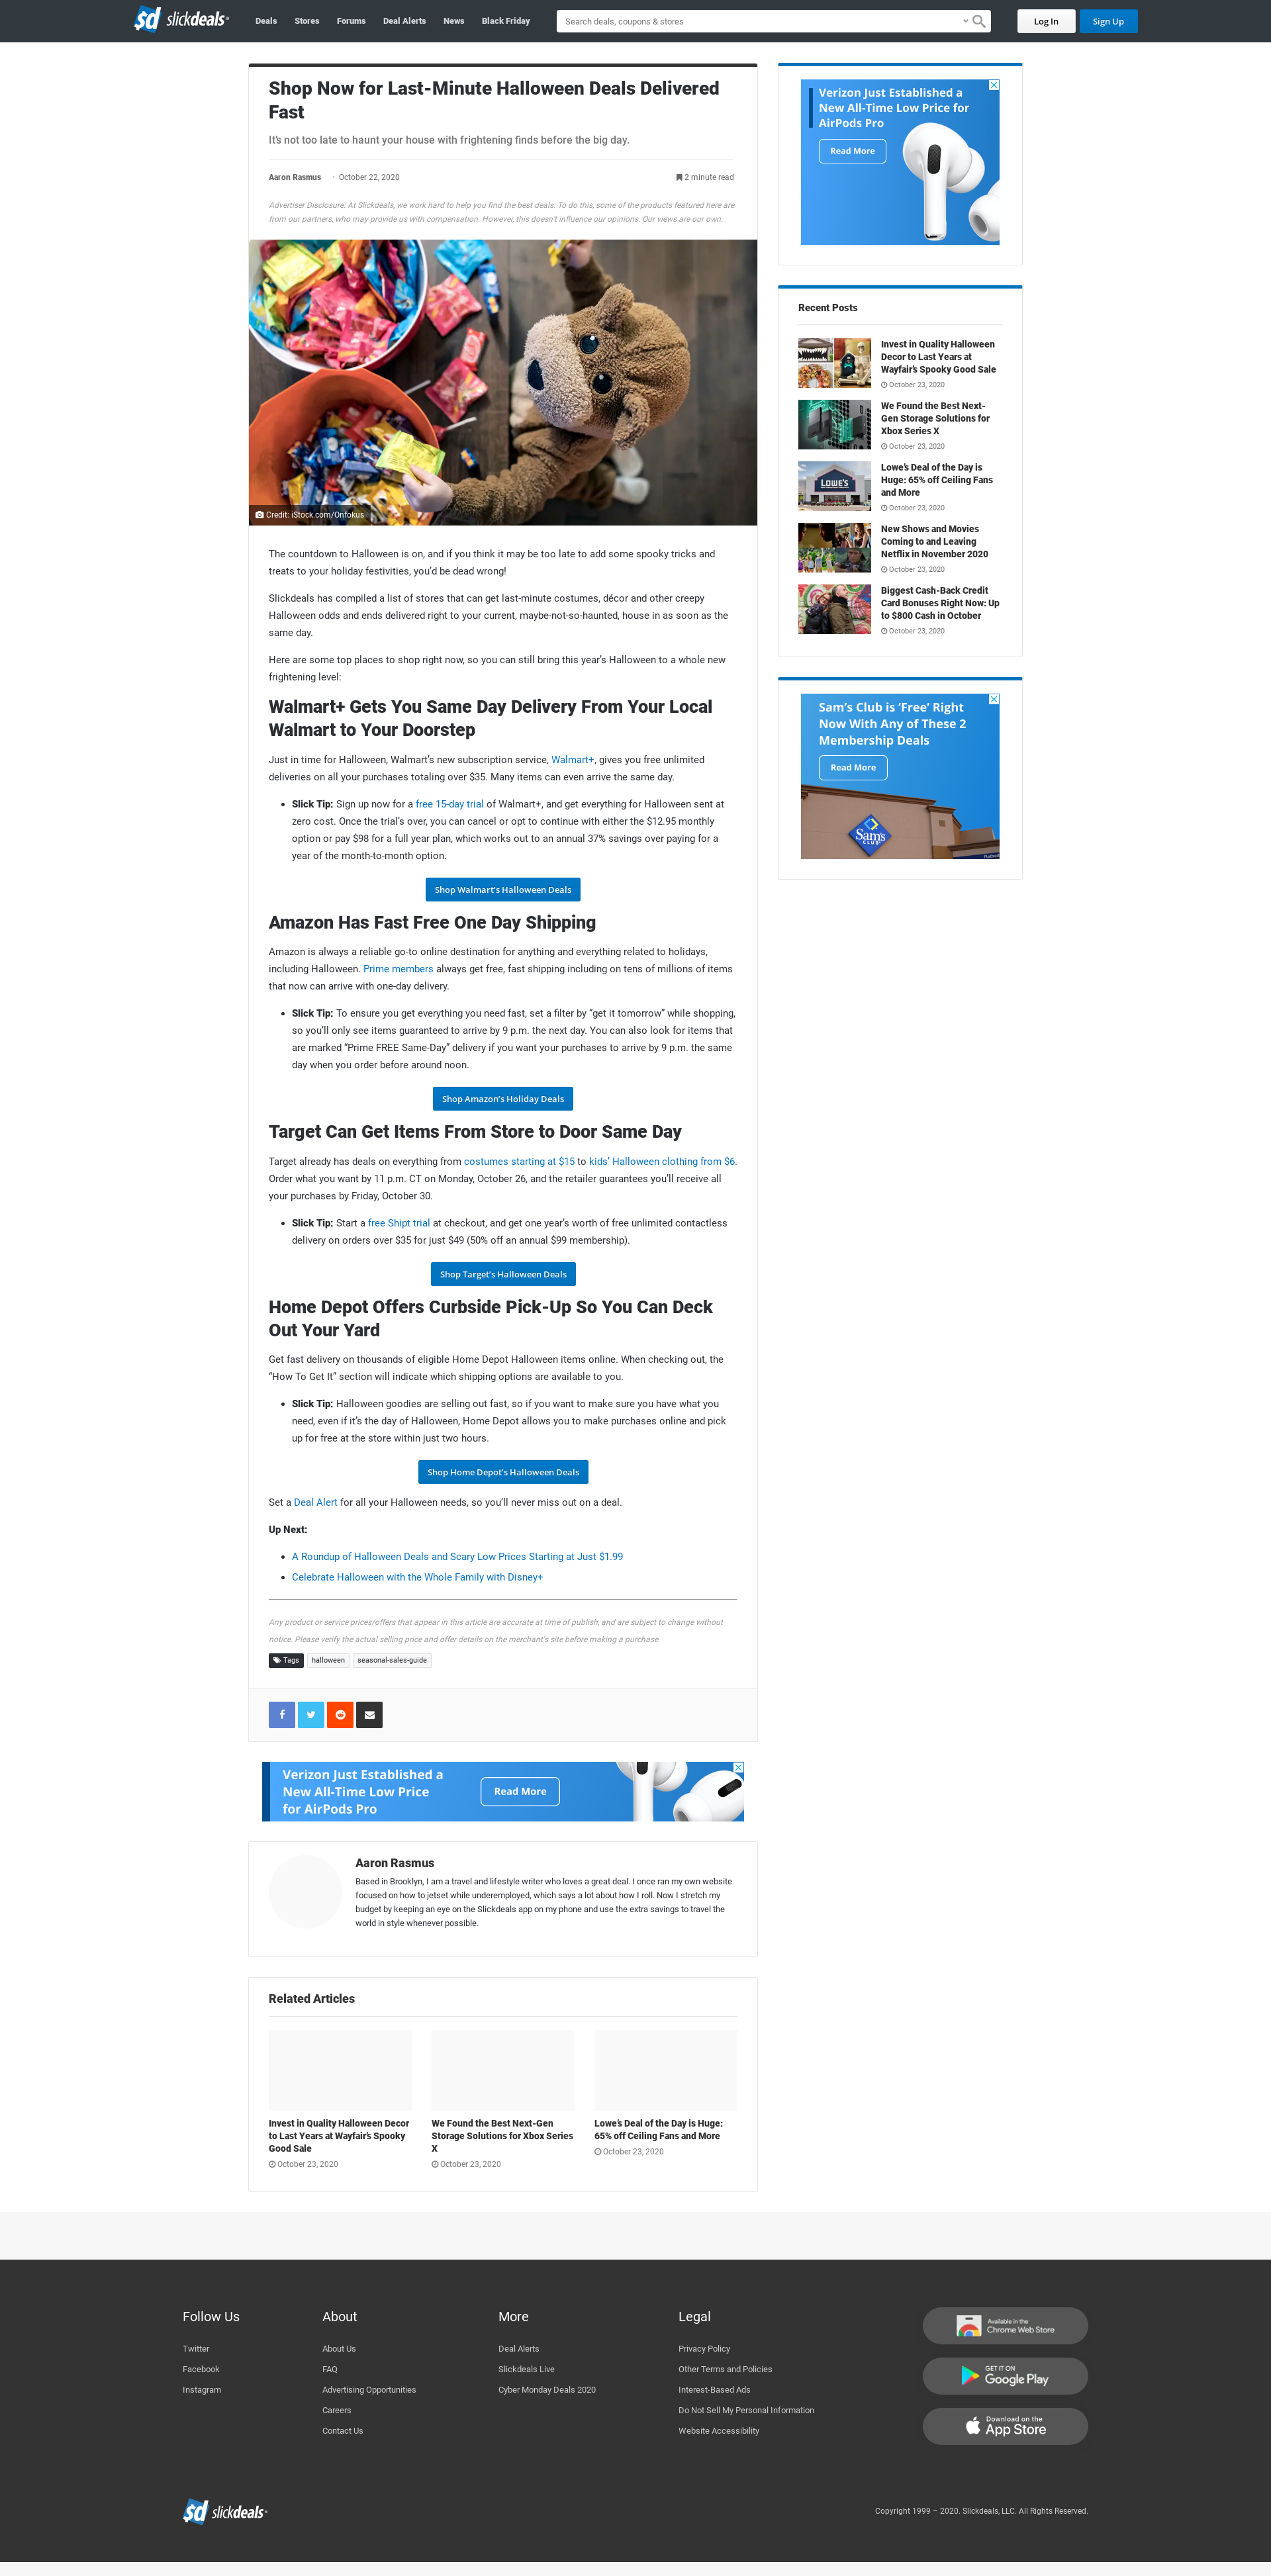 $d slickdeals
Deals
Stores
Forums
Deal Alerts
News
Black Friday
Search deals, coupons & stores
Log In
Sign Up
Shop Now for Last-Minute Halloween Deals Delivered
Fast
It's not too late to haunt your house with frightening finds before the big day.
Aaron Rasmus · October 22, 2020
2 minute read
Advertiser Disclosure: At Slickdeals, we work hard to help you find the best deals. To do this, some of the products featured here are
from our partners, who may provide us with compensation. However, this doesn't influence our opinions. Our views are our own.
Credit: iStock.com/Onfokus
The countdown to Halloween is on, and if you think it may be too late to add some spooky tricks and
treats to your holiday festivities, you'd be dead wrong!
Slickdeals has compiled a list of stores that can get last-minute costumes, décor and other creepy
Halloween odds and ends delivered right to your current, maybe-not-so-haunted, house in as soon as the
same day.
Here are some top places to shop right now, so you can still bring this year's Halloween to a whole new
frightening level:
Walmart+ Gets You Same Day Delivery From Your Local
Walmart to Your Doorstep
Just in time for Halloween, Walmart's new subscription service, Walmart+, gives you free unlimited
deliveries on all your purchases totaling over $35. Many items can even arrive the same day.
• Slick Tip: Sign up now for a free 15-day trial of Walmart+, and get everything for Halloween sent at
zero cost. Once the trial's over, you can cancel or opt to continue with either the $12.95 monthly
option or pay $98 for a full year plan, which works out to an annual 37% savings over paying for a
year of the month-to-month option.
Shop Walmart's Halloween Deals
Amazon Has Fast Free One Day Shipping
Amazon is always a reliable go-to online destination for anything and everything related to holidays,
including Halloween. Prime members always get free, fast shipping including on tens of millions of items
that now can arrive with one-day delivery.
• Slick Tip: To ensure you get everything you need fast, set a filter by "get it tomorrow" while shopping,
so you'll only see items guaranteed to arrive by 9 p.m. the next day. You can also look for items that
are marked "Prime FREE Same-Day" delivery if you want your purchases to arrive by 9 p.m. the same
day when you order before around noon.
Shop Amazon's Holiday Deals
Target Can Get Items From Store to Door Same Day
Target already has deals on everything from costumes starting at $15 to kids' Halloween clothing from $6.
Order what you want by 11 p.m. CT on Monday, October 26, and the retailer guarantees you'll receive all
your purchases by Friday, October 30.
• Slick Tip: Start a free Shipt trial at checkout, and get one year's worth of free unlimited contactless
delivery on orders over $35 for just $49 (50% off an annual $99 membership).
Shop Target's Halloween Deals
Home Depot Offers Curbside Pick-Up So You Can Deck
Out Your Yard
Get fast delivery on thousands of eligible Home Depot Halloween items online. When checking out, the
"How To Get It" section will indicate which shipping options are available to you.
• Slick Tip: Halloween goodies are selling out fast, so if you want to make sure you have what you
need, even if it's the day of Halloween, Home Depot allows you to make purchases online and pick
up for free at the store within just two hours.
Shop Home Depot's Halloween Deals
Set a Deal Alert for all your Halloween needs, so you'll never miss out on a deal.
Up Next:
• A Roundup of Halloween Deals and Scary Low Prices Starting at Just $1.99
• Celebrate Halloween with the Whole Family with Disney+
Any product or service prices/offers that appear in this article are accurate at time of publish, and are subject to change without
notice. Please verify the actual selling price and offer details on the merchant's site before making a purchase.
Tags
halloween
seasonal-sales-guide
Verizon Just Established a
New All-Time Low Price
for AirPods Pro
Read More
Aaron Rasmus
Based in Brooklyn, I am a travel and lifestyle writer who loves a great deal. I once ran my own website
focused on how to jetset while underemployed, which says a lot about how I roll. Now I stretch my
budget by keeping an eye on the Slickdeals app on my phone and use the extra savings to travel the
world in style whenever possible.
Related Articles
Invest in Quality Halloween Decor
to Last Years at Wayfair's Spooky
Good Sale
October 23, 2020
We Found the Best Next-Gen
Storage Solutions for Xbox Series
X
October 23, 2020
Lowe's Deal of the Day is Huge:
65% off Ceiling Fans and More
October 23, 2020
Verizon Just Established a
New All-Time Low Price for
AirPods Pro
Read More
Recent Posts
Invest in Quality Halloween
Decor to Last Years at
Wayfair's Spooky Good Sale
October 23, 2020
We Found the Best Next-
Gen Storage Solutions for
Xbox Series X
October 23, 2020
LOWE'S
Lowe's Deal of the Day is
Huge: 65% off Ceiling Fans
and More
October 23, 2020
New Shows and Movies
Coming to and Leaving
Netflix in November 2020
October 23, 2020
Biggest Cash-Back Credit
Card Bonuses Right Now: Up
to $800 Cash in October
October 23, 2020
Sam's Club is 'Free' Right
Now With Any of These 2
Membership Deals
Read More
Sam's
CLUB
Follow Us
Twitter
Facebook
Instagram
About
About Us
FAQ
Advertising Opportunities
Careers
Contact Us
More
Deal Alerts
Slickdeals Live
Cyber Monday Deals 2020
Legal
Privacy Policy
Other Terms and Policies
Interest-Based Ads
Do Not Sell My Personal Information
Website Accessibility
Available in the
Chrome Web Store
GET IT ON
Google Play
Download on the
App Store
$d slickdeals
Copyright 1999 – 2020. Slickdeals, LLC. All Rights Reserved.